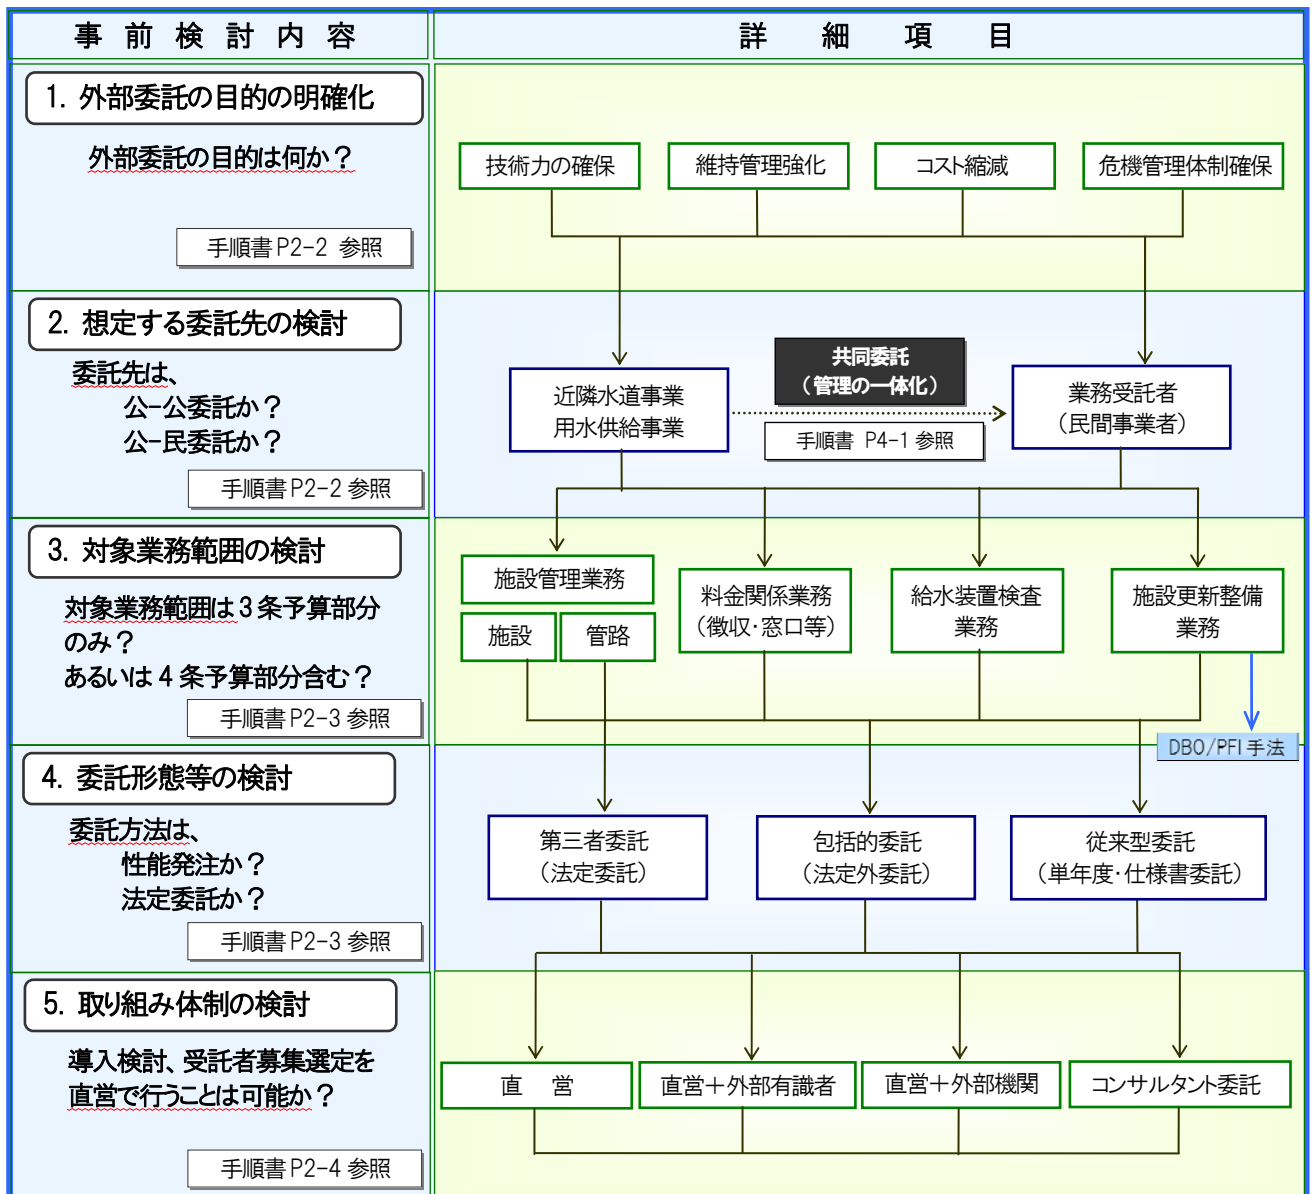 事前検討内容
詳細項目
1. 外部委託の目的の明確化
外部委託の目的は何か？
手順書P2-2 参照
技術力の確保
維持管理強化
コスト縮減
危機管理体制確保
2. 想定する委託先の検討
委託先は、
公-公委託か？
公-民委託か？
手順書P2-2 参照
近隣水道事業
用水供給事業
共同委託
（管理の一体化）
手順書 P4-1 参照
業務受託者
（民間事業者）
3. 対象業務範囲の検討
対象業務範囲は3条予算部分
のみ？
あるいは4条予算部分含む？
手順書P2-3 参照
施設管理業務
施設
管路
料金関係業務
（徴収・窓口等）
給水装置検査
業務
施設更新整備
業務
DBO/PFI手法
4. 委託形態等の検討
委託方法は、
性能発注か？
法定委託か？
手順書P2-3 参照
第三者委託
（法定委託）
包括的委託
（法定外委託）
従来型委託
（単年度・仕様書委託）
5. 取り組み体制の検討
導入検討、受託者募集選定を
直営で行うことは可能か？
手順書P2-4 参照
直営
直営＋外部有識者
直営＋外部機関
コンサルタント委託